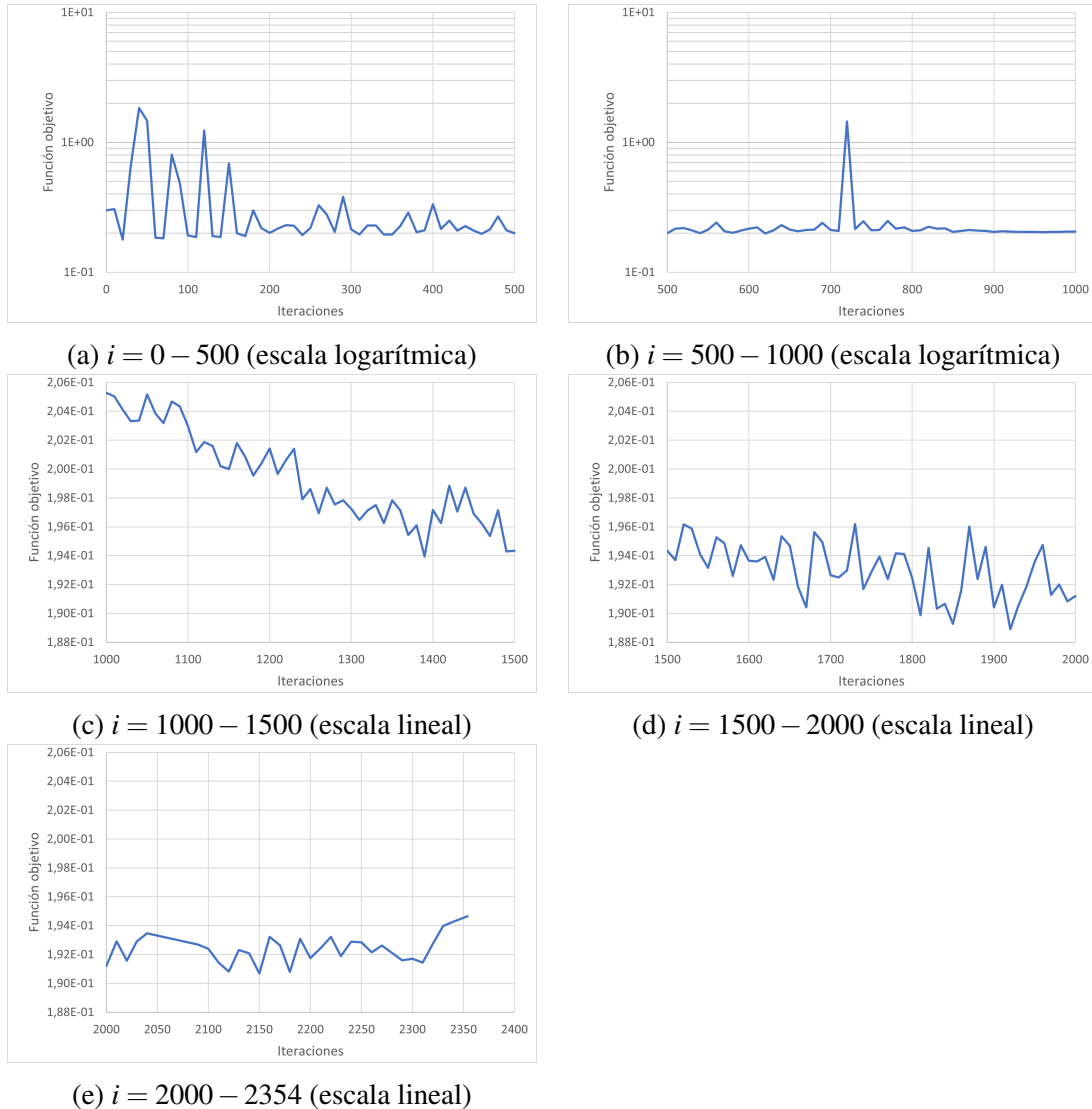 1E+01
1E+00
1E-01
Función objetivo
0 100 200 300 400 500
Iteraciones
(a) i = 0 – 500 (escala logarítmica)
1E+01
1E+00
1E-01
Función objetivo
500 600 700 800 900 1000
Iteraciones
(b) i = 500 – 1000 (escala logarítmica)
2,06E-01
2,04E-01
2,02E-01
2,00E-01
1,98E-01
1,96E-01
1,94E-01
1,92E-01
1,90E-01
1,88E-01
Función objetivo
1000 1100 1200 1300 1400 1500
Iteraciones
(c) i = 1000 – 1500 (escala lineal)
2,06E-01
2,04E-01
2,02E-01
2,00E-01
1,98E-01
1,96E-01
1,94E-01
1,92E-01
1,90E-01
1,88E-01
Función objetivo
1500 1600 1700 1800 1900 2000
Iteraciones
(d) i = 1500 – 2000 (escala lineal)
2,06E-01
2,04E-01
2,02E-01
2,00E-01
1,98E-01
1,96E-01
1,94E-01
1,92E-01
1,90E-01
1,88E-01
Función objetivo
2000 2050 2100 2150 2200 2250 2300 2350 2400
Iteraciones
(e) i = 2000 – 2354 (escala lineal)